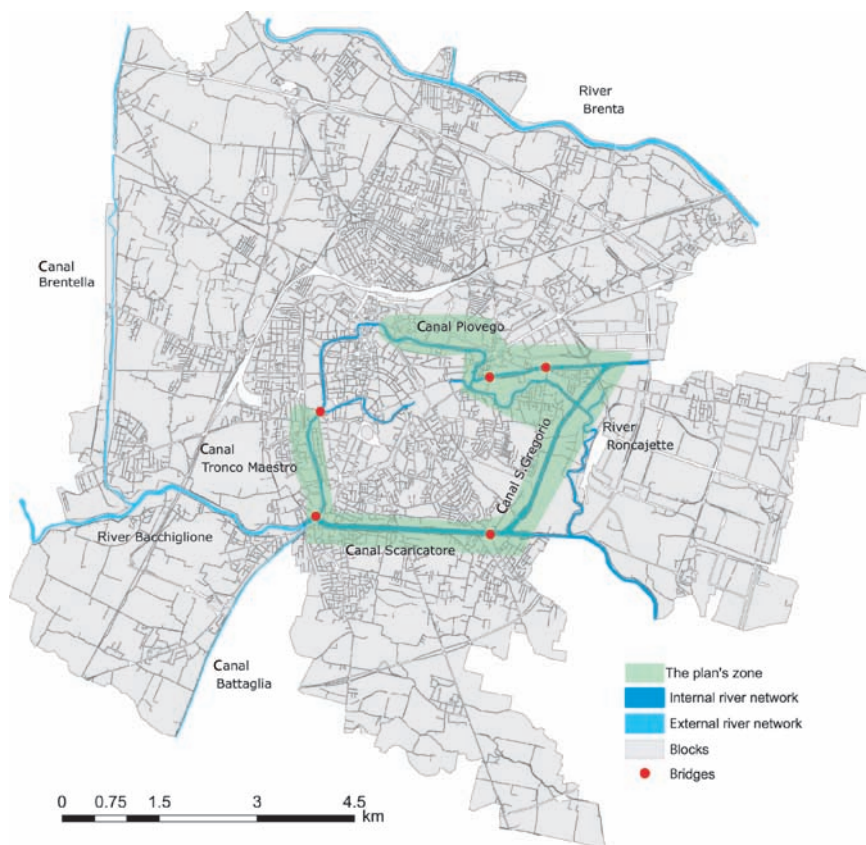 River
Brenta
Canal
Brentella
Canal Piovego
River
Roncajette
Canal
Tronco Maestro
Canal S.Gregorio
River Bacchiglione
Canal Scaricatore
Canal
Battaglia
The plan's zone
Internal river network
External river network
Blocks
Bridges
0 0.75 1.5 3 4.5
km